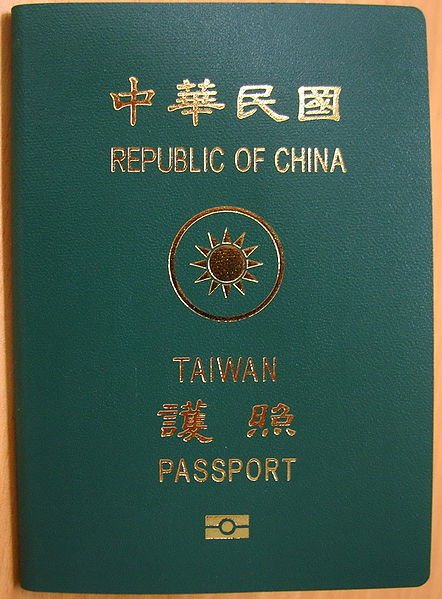 中華民國
REPUBLIC OF CHINA
TAIWAN
護照
PASSPORT